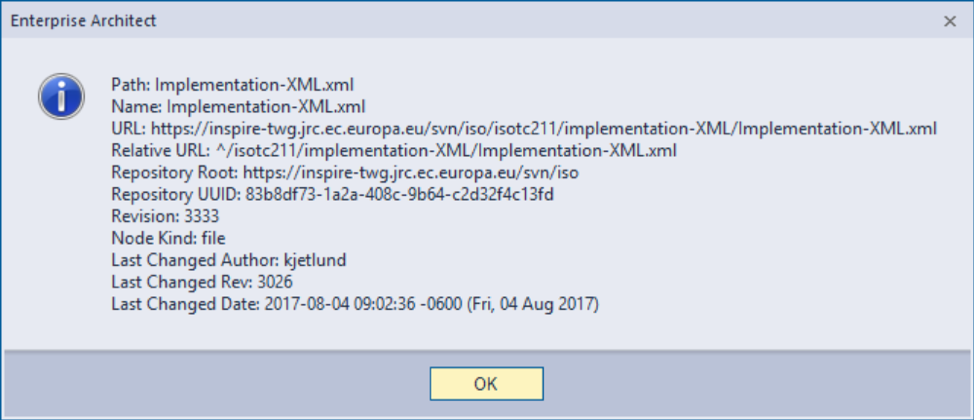 Enterprise Architect
Path: Implementation-XML.xml
Name: Implementation-XML.xml
URL: https://inspire-twg.jrc.ec.europa.eu/svn/iso/isotc211/implementation-XML/Implementation-XML.xml
Relative URL: ^/isotc211/implementation-XML/Implementation-XML.xml
Repository Root: https://inspire-twg.jrc.ec.europa.eu/svn/iso
Repository UUID: 83b8df73-1a2a-408c-9b64-c2d32f4c13fd
Revision: 3333
Node Kind: file
Last Changed Author: kjetlund
Last Changed Rev: 3026
Last Changed Date: 2017-08-04 09:02:36 -0600 (Fri, 04 Aug 2017)
OK